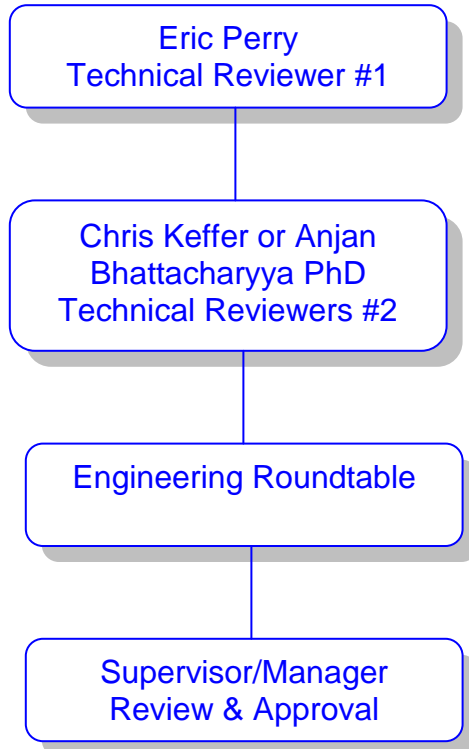 Eric Perry
Technical Reviewer #1
Chris Keffer or Anjan
Bhattacharyya PhD
Technical Reviewers #2
Engineering Roundtable
Supervisor/Manager
Review & Approval